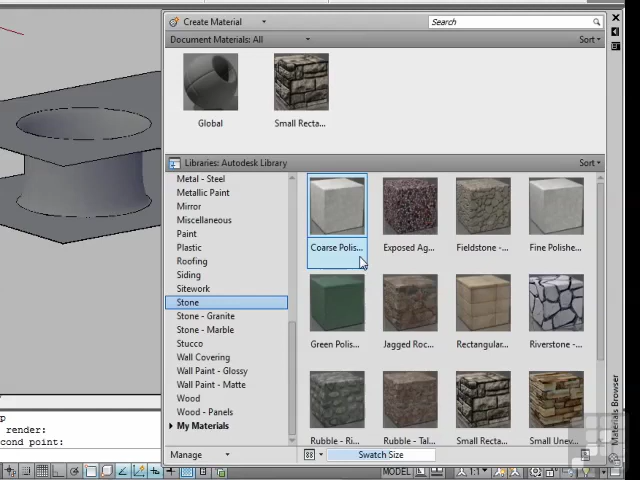 Create Material
Search
Document Materials: All
Sort
Global
Small Recta...
Libraries: Autodesk Library
Sort
Metal - Steel
Metallic Paint
Mirror
Miscellaneous
Paint
Plastic
Roofing
Siding
Sitework
Stone
Stone - Granite
Stone - Marble
Stucco
Wall Covering
Wall Paint - Glossy
Wall Paint - Matte
Wood
Wood - Panels
My Materials
Coarse Polis...
Exposed Ag...
Fieldstone -...
Fine Polishe...
Green Polis...
Jagged Roc...
Rectangular...
Riverstone -...
Rubble - Ri...
Rubble - Tal...
Small Recta...
Small Unev...
Manage
Swatch Size
Materials Browser
p
render:
cond point:
MODEL
1:1